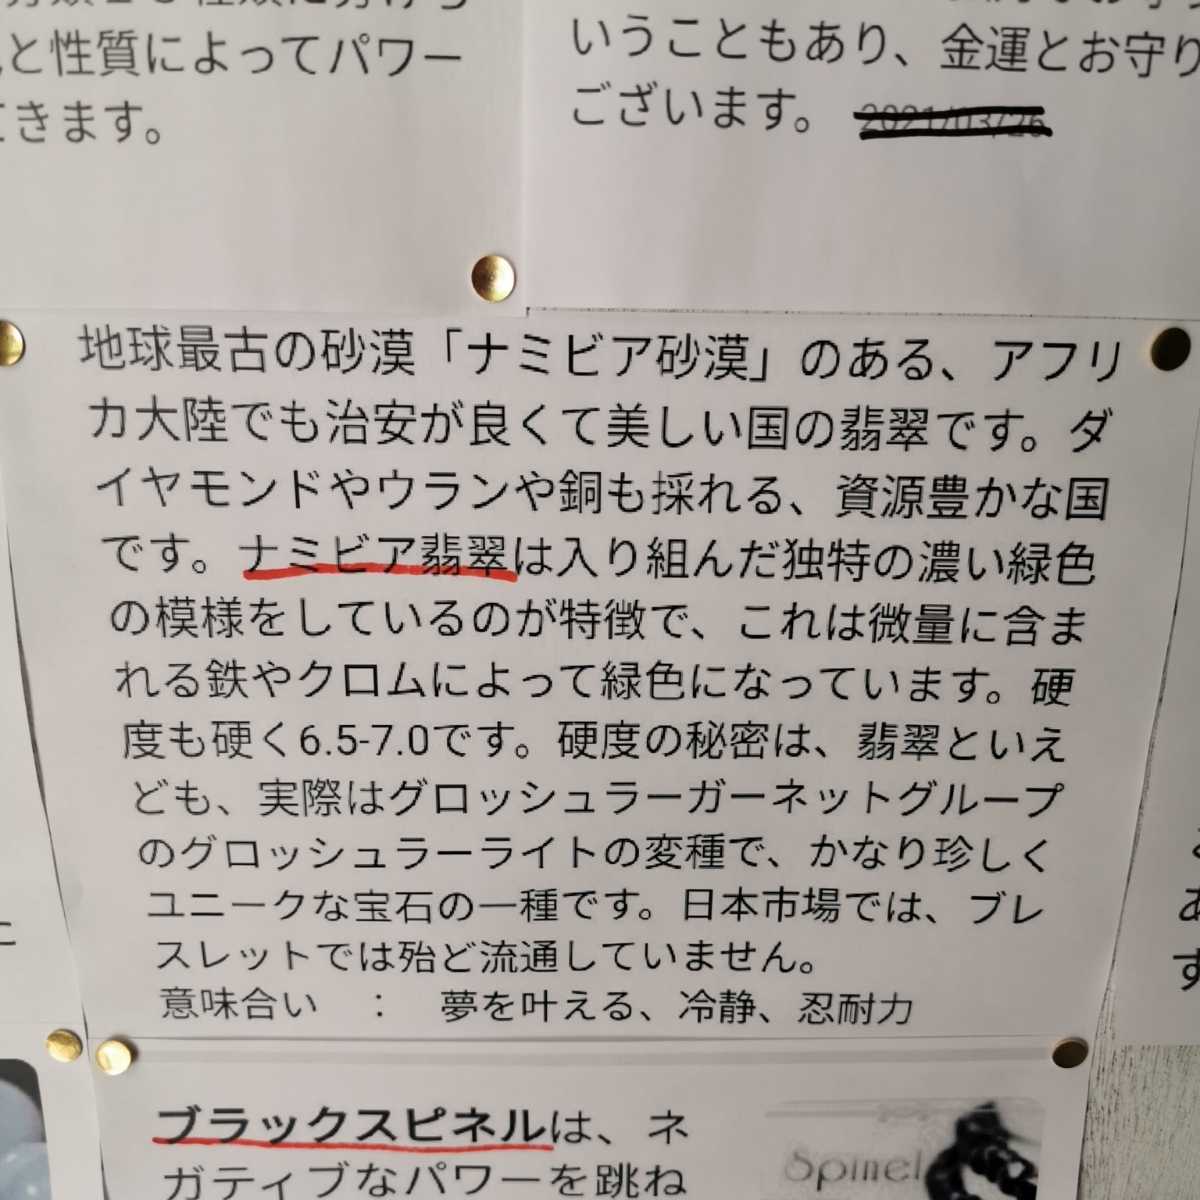 と性質によってパワー
きます。
いうこともあり、金運とお守り
ございます。 2021/03/26
地球最古の砂漠「ナミビア砂漠」のある、アフリ
カ大陸でも治安が良くて美しい国の翡翠です。ダ
イヤモンドやウランや銅も採れる、資源豊かな国
です。ナミビア翡翠は入り組んだ独特の濃い緑色
の模様をしているのが特徴で、これは微量に含ま
れる鉄やクロムによって緑色になっています。硬
度も硬く6.5-7.0です。硬度の秘密は、翡翠といえ
ども、実際はグロッシュラーガーネットグループ
のグロッシュラーライトの変種で、かなり珍しく
ユニークな宝石の一種です。日本市場では、ブレ
スレットでは殆ど流通していません。
意味合い ： 夢を叶える、冷静、忍耐力
あ
す
ブラックスピネルは、ネ
ガティブなパワーを跳ね
Spinel